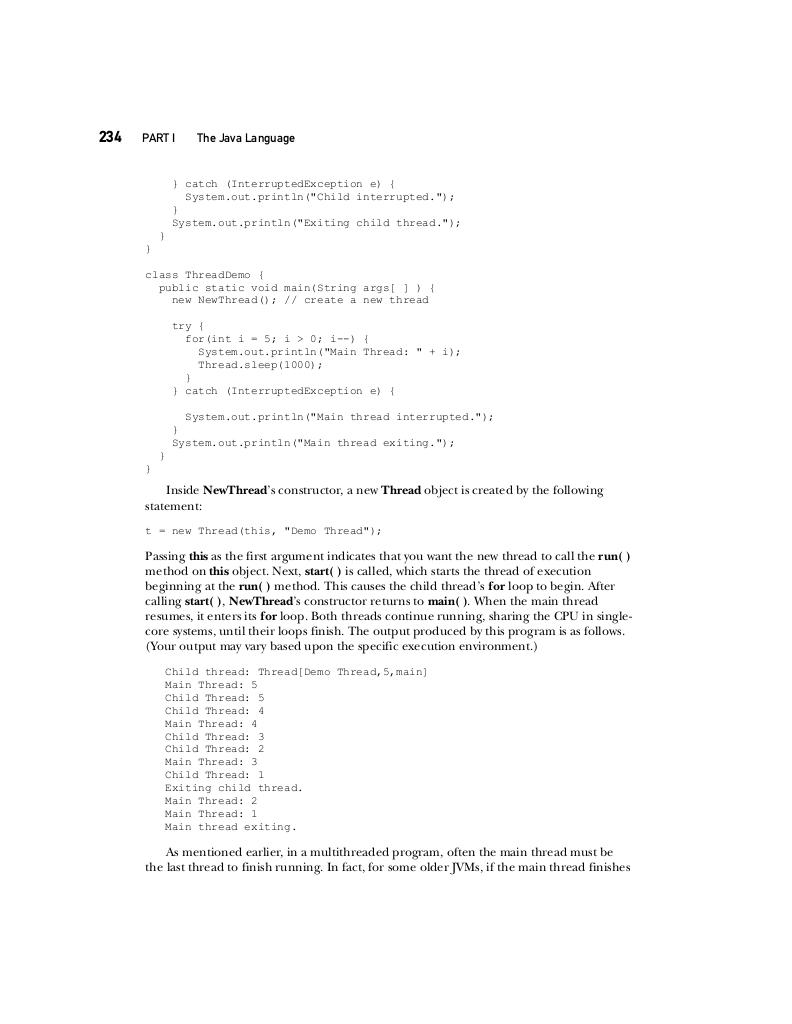 234 PART I The Java Language
} catch (InterruptedException e) {
System.out.println("Child interrupted.");
}
System.out.println("Exiting child thread.");
}
}
class ThreadDemo {
public static void main(String args[ ] ) {
new NewThread(); // create a new thread
try {
for(int i = 5; i > 0; i--) {
System.out.println("Main Thread: " + i);
Thread.sleep(1000);
}
} catch (InterruptedException e) {
System.out.println("Main thread interrupted.");
}
System.out.println("Main thread exiting.");
}
}
Inside NewThread's constructor, a new Thread object is created by the following
statement:
t = new Thread(this, "Demo Thread");
Passing this as the first argument indicates that you want the new thread to call the run( )
method on this object. Next, start( ) is called, which starts the thread of execution
beginning at the run( ) method. This causes the child thread's for loop to begin. After
calling start( ), NewThread's constructor returns to main( ). When the main thread
resumes, it enters its for loop. Both threads continue running, sharing the CPU in single-
core systems, until their loops finish. The output produced by this program is as follows.
(Your output may vary based upon the specific execution environment.)
Child thread: Thread[Demo Thread,5,main]
Main Thread: 5
Child Thread: 5
Child Thread: 4
Main Thread: 4
Child Thread: 3
Child Thread: 2
Main Thread: 3
Child Thread: 1
Exiting child thread.
Main Thread: 2
Main Thread: 1
Main thread exiting.
As mentioned earlier, in a multithreaded program, often the main thread must be
the last thread to finish running. In fact, for some older JVMs, if the main thread finishes